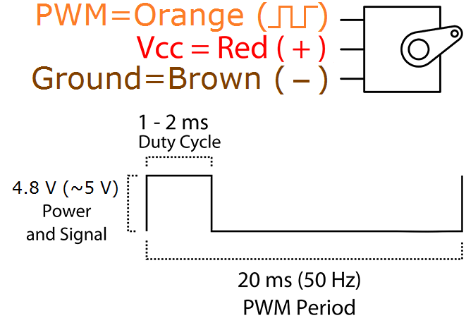 PWM=Orange (⎍⎍)
Vcc = Red ( + )
Ground=Brown ( – )
1 - 2 ms
Duty Cycle
4.8 V (~5 V)
Power
and Signal
20 ms (50 Hz)
PWM Period